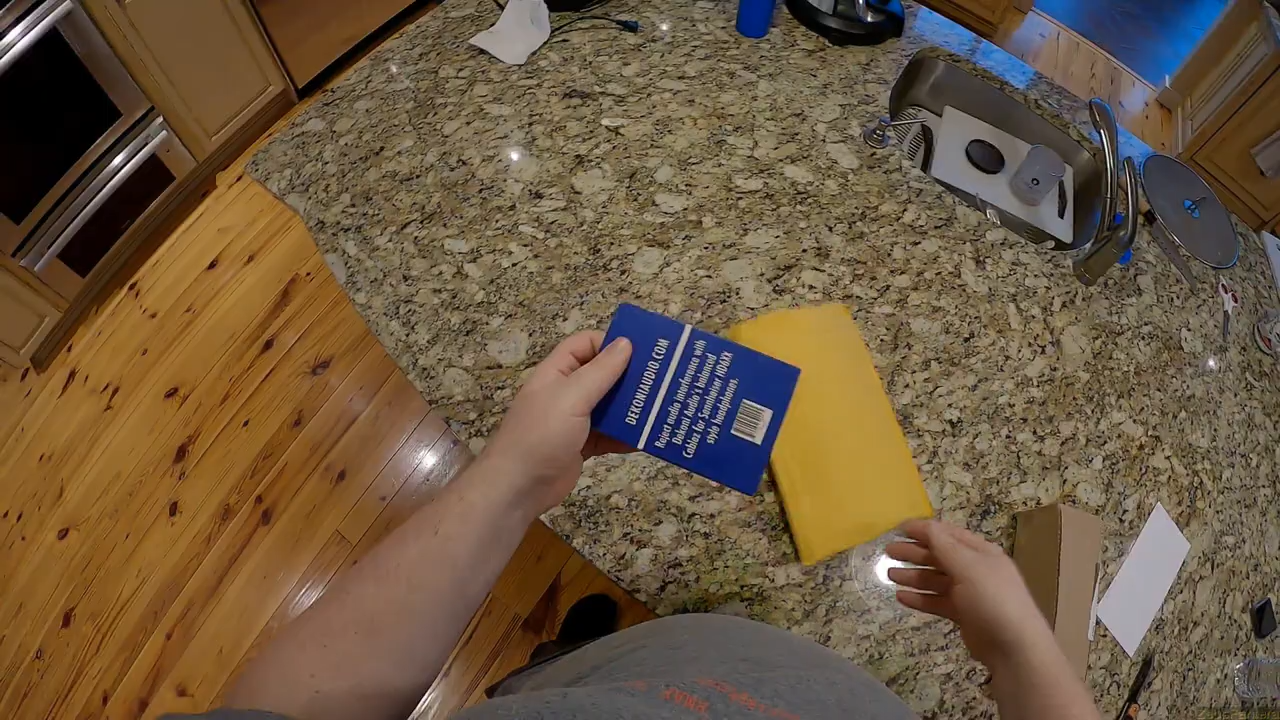 DEKONIAUDIO.COM
Reject audio interference with
Dekoni Audio's balanced
Cables for Sennheiser HD6XX
style headphones.